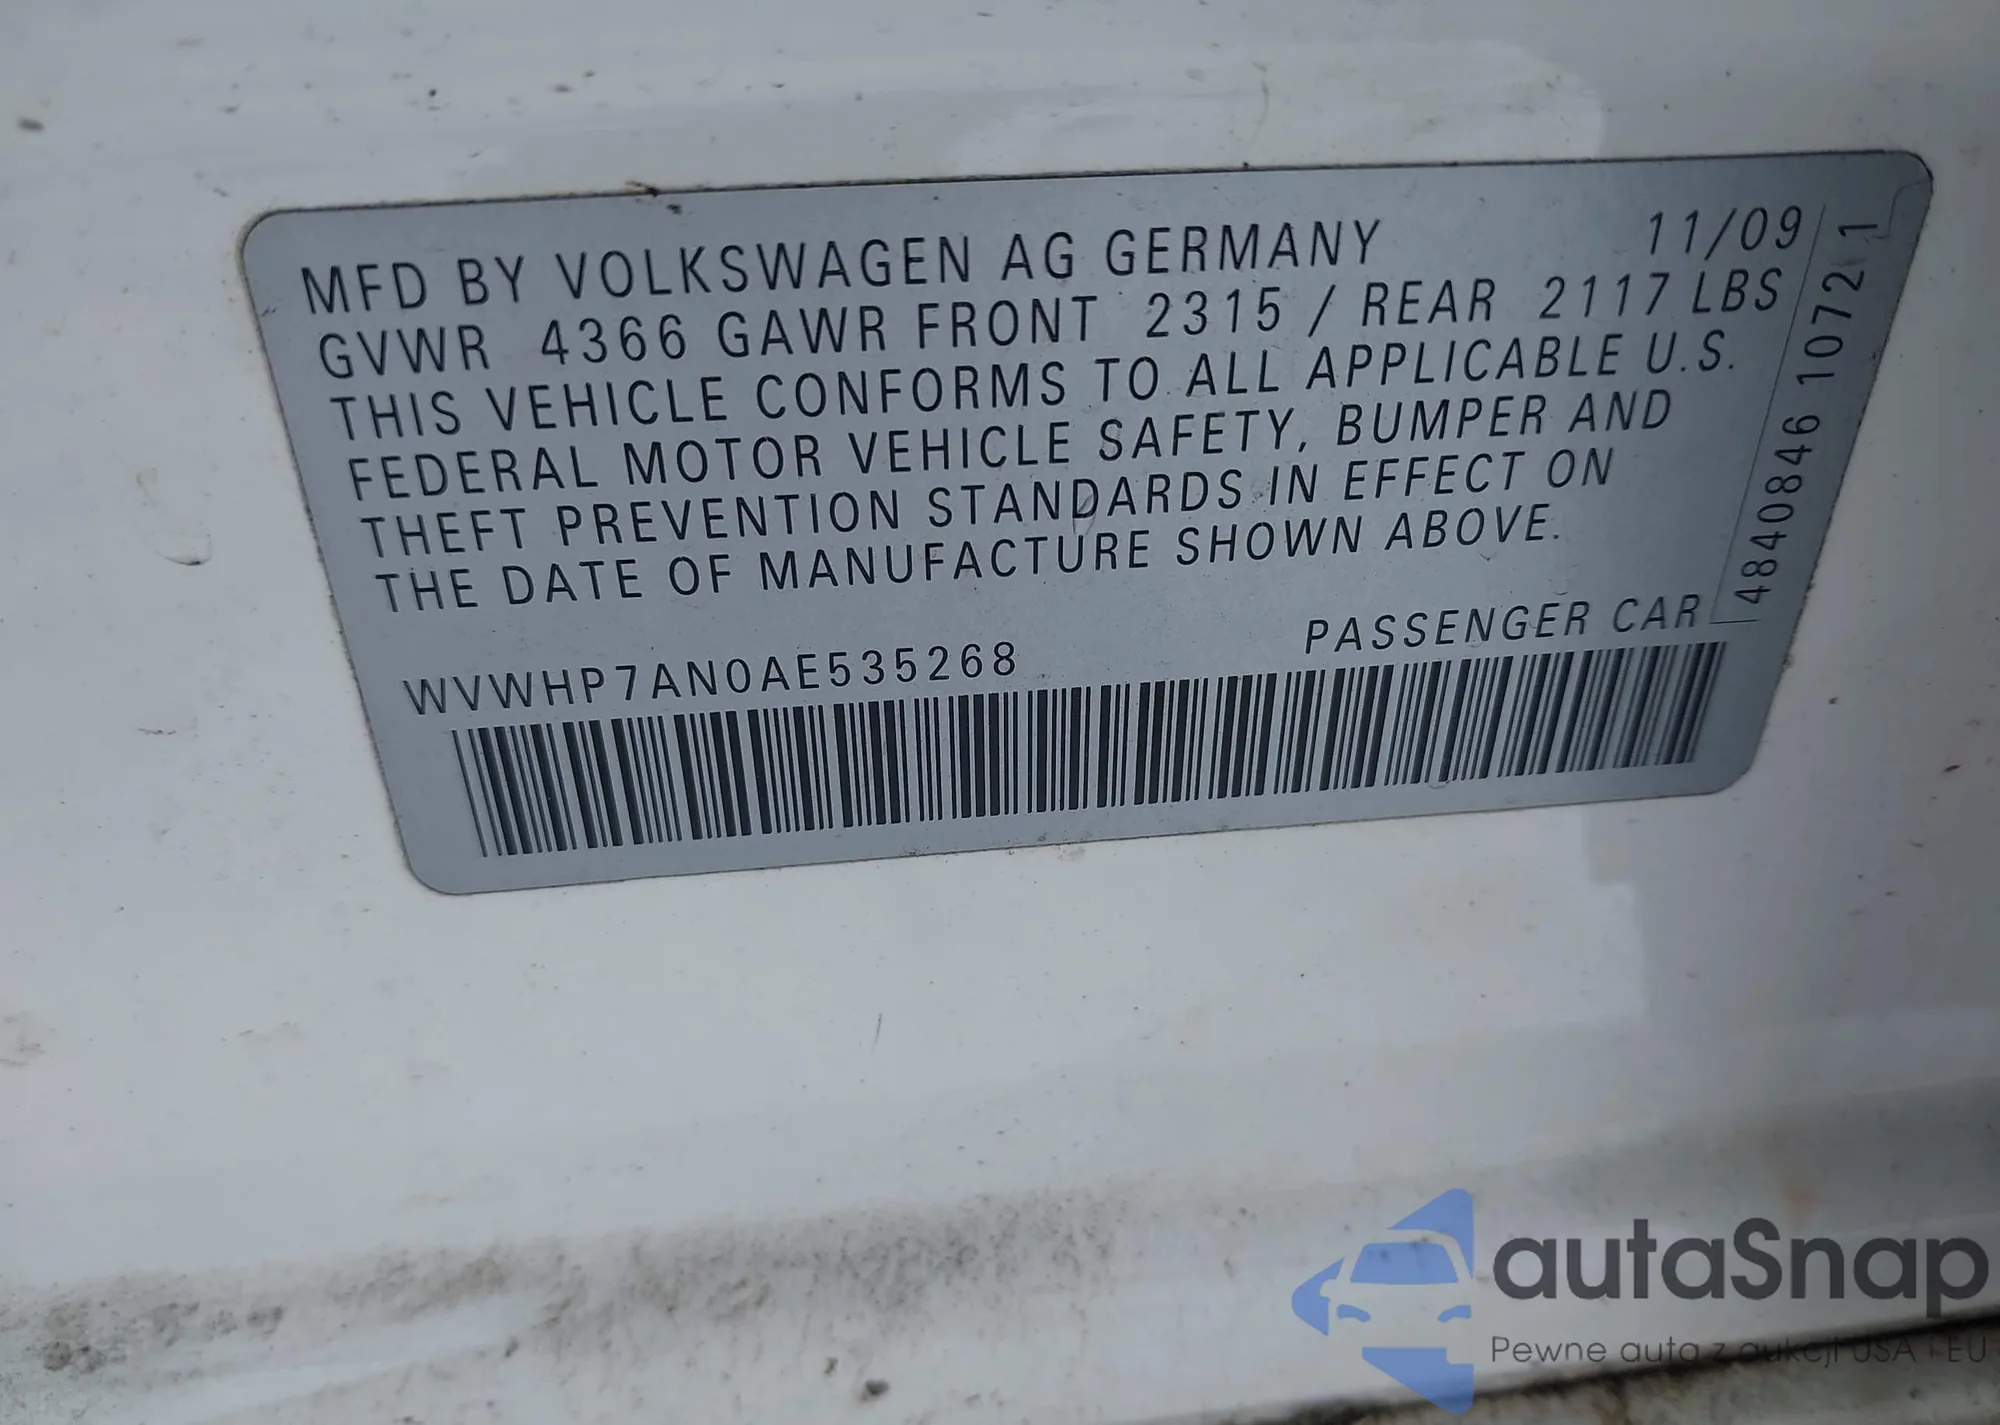 MFD BY VOLKSWAGEN AG GERMANY 11/09
GVWR 4366 GAWR FRONT 2315 / REAR 2117 LBS
THIS VEHICLE CONFORMS TO ALL APPLICABLE U.S.
FEDERAL MOTOR VEHICLE SAFETY, BUMPER AND
THEFT PREVENTION STANDARDS IN EFFECT ON
THE DATE OF MANUFACTURE SHOWN ABOVE.
WVWHP7AN0AE535268 PASSENGER CAR
4840846 1072 1
autaSnap
Pewne auta z aukcji USA i EU